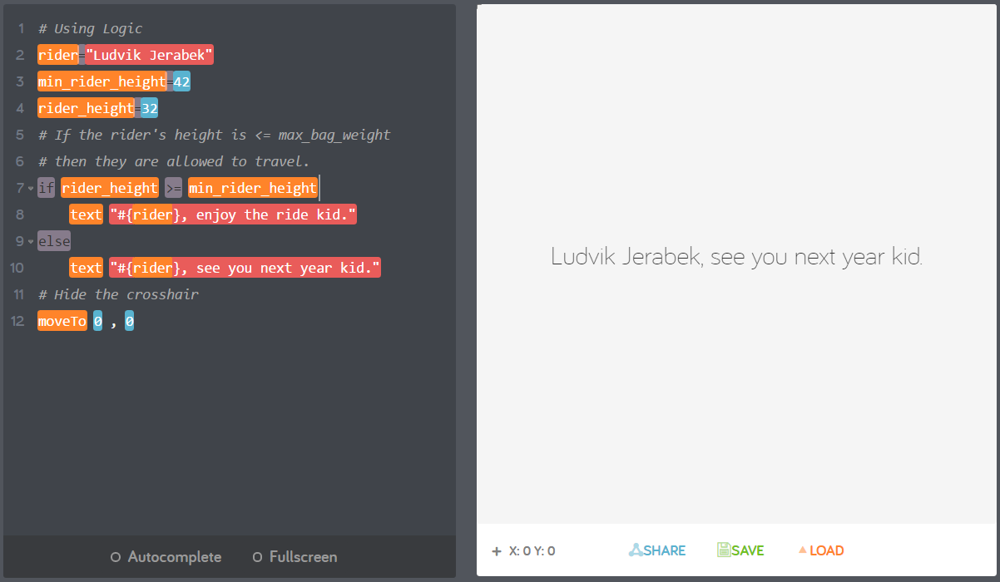 1 # Using Logic
2 rider="Ludvik Jerabek"
3 min_rider_height=42
4 rider_height=32
5 # If the rider's height is <= max_bag_weight
6 # then they are allowed to travel.
7 if rider_height >= min_rider_height
8 text "#{rider}, enjoy the ride kid."
9 else
10 text "#{rider}, see you next year kid."
11 # Hide the crosshair
12 moveTo 0 , 0
Autocomplete Fullscreen
Ludvik Jerabek, see you next year kid.
+ X: 0 Y: 0 SHARE SAVE LOAD